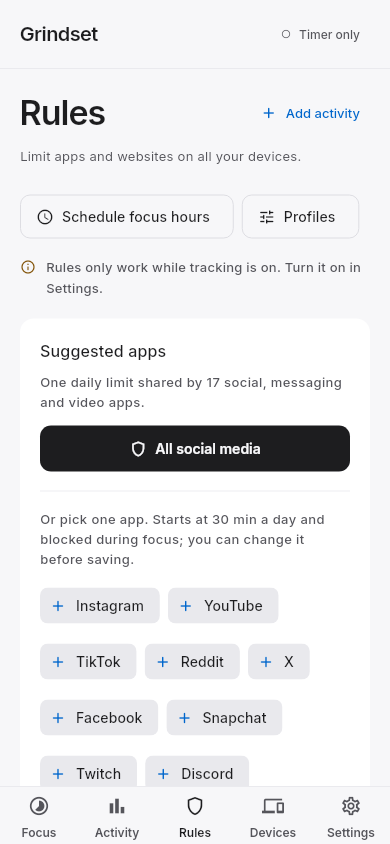 Grindset
Timer only
Rules
Add activity
Limit apps and websites on all your devices.
Schedule focus hours
Profiles
Rules only work while tracking is on. Turn it on in
Settings.
Suggested apps
One daily limit shared by 17 social, messaging
and video apps.
All social media
Or pick one app. Starts at 30 min a day and
blocked during focus; you can change it
before saving.
Instagram
YouTube
TikTok
Reddit
X
Facebook
Snapchat
Twitch
Discord
Focus
Activity
Rules
Devices
Settings